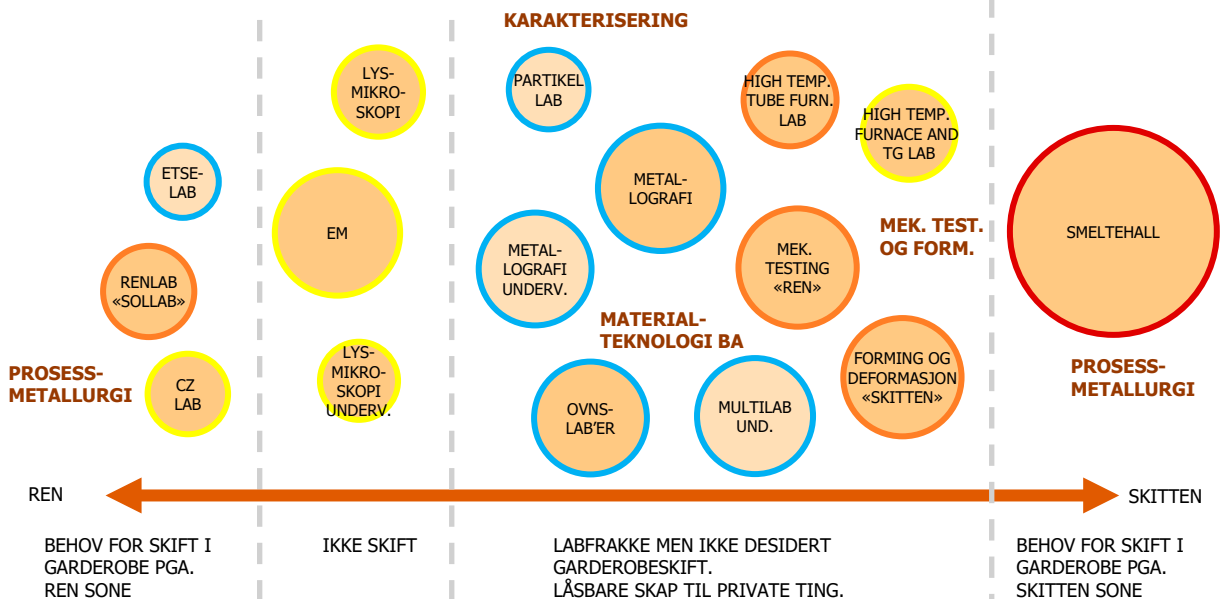 KARAKTERISERING
LYS-
MIKRO-
SKOPI
PARTIKEL
LAB
HIGH TEMP.
TUBE FURN.
LAB
HIGH TEMP.
FURNACE AND
TG LAB
ETSE-
LAB
METAL-
LOGRAFI
EM
MEK. TEST.
OG FORM.
SMELTEHALL
METAL-
LOGRAFI
UNDERV.
MEK.
TESTING
«REN»
RENLAB
«SOLLAB»
MATERIAL-
TEKNOLOGI BA
PROSESS-
METALLURGI
CZ
LAB
LYS-
MIKRO-
SKOPI
UNDERV.
OVNS-
LAB’ER
MULTILAB
UND.
FORMING OG
DEFORMASJON
«SKITTEN»
PROSESS-
METALLURGI
REN
SKITTEN
BEHOV FOR SKIFT I
GARDEROBE PGA.
REN SONE
IKKE SKIFT
LABFRAKKE MEN IKKE DESIDERT
GARDEROBESKIFT.
LÅSBARE SKAP TIL PRIVATE TING.
BEHOV FOR SKIFT I
GARDEROBE PGA.
SKITTEN SONE